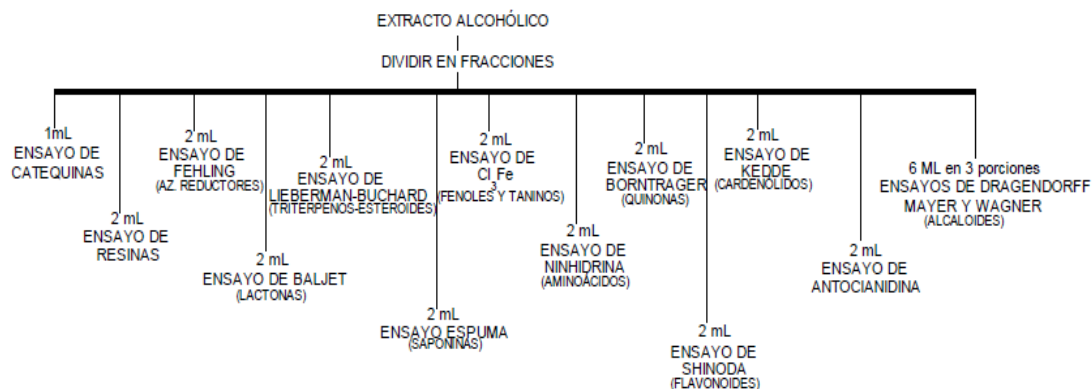 EXTRACTO ALCOHÓLICO
DIVIDIR EN FRACCIONES
1mL
ENSAYO DE
CATEQUINAS
2 mL
ENSAYO DE
RESINAS
2 mL
ENSAYO DE
FEHLING
(AZ. REDUCTORES)
2 mL
ENSAYO DE BALJET
(LACTONAS)
2 mL
ENSAYO DE
LIEBERMAN-BUCHARD
(TRITERPENOS-ESTEROIDES)
2 mL
ENSAYO ESPUMA
(SAPONINAS)
2 mL
ENSAYO DE
Cl Fe
3
(FENOLES Y TANINOS)
2 mL
ENSAYO DE
NINHIDRINA
(AMINOÁCIDOS)
2 mL
ENSAYO DE
BORNTRAGER
(QUINONAS)
2 mL
ENSAYO DE
SHINODA
(FLAVONOIDES)
2 mL
ENSAYO DE
KEDDE
(CARDENÓLIDOS)
2 mL
ENSAYO DE
ANTOCIANIDINA
6 ML en 3 porciones
ENSAYOS DE DRAGENDORFF
MAYER Y WAGNER
(ALCALOIDES)